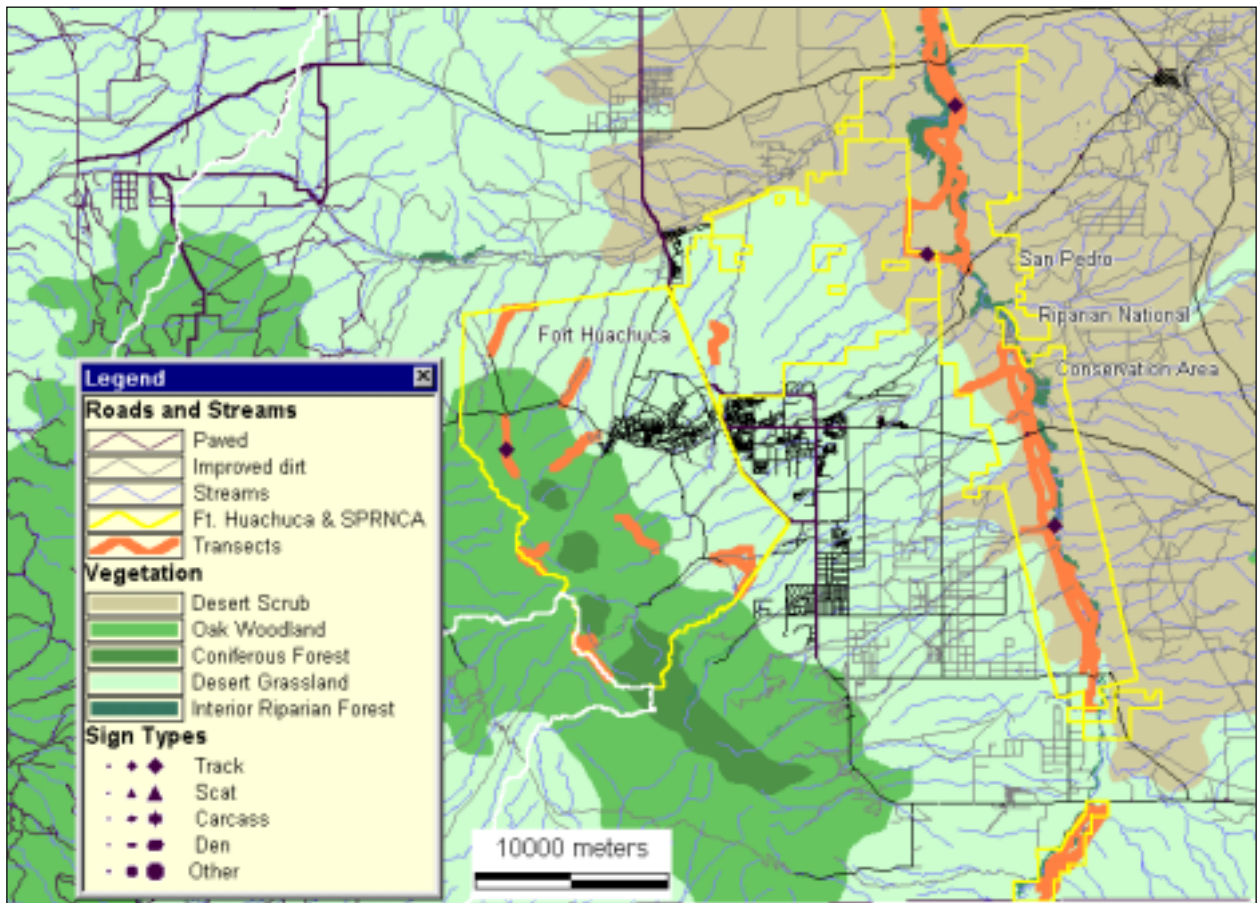 San Pedro
Riparian National
Conservation Area
Fort Huachuca
Legend
Roads and Streams
Paved
Improved dirt
Streams
Ft. Huachuca & SPRNCA
Transects
Vegetation
Desert Scrub
Oak Woodland
Coniferous Forest
Desert Grassland
Interior Riparian Forest
Sign Types
Track
Scat
Carcass
Den
Other
10000 meters